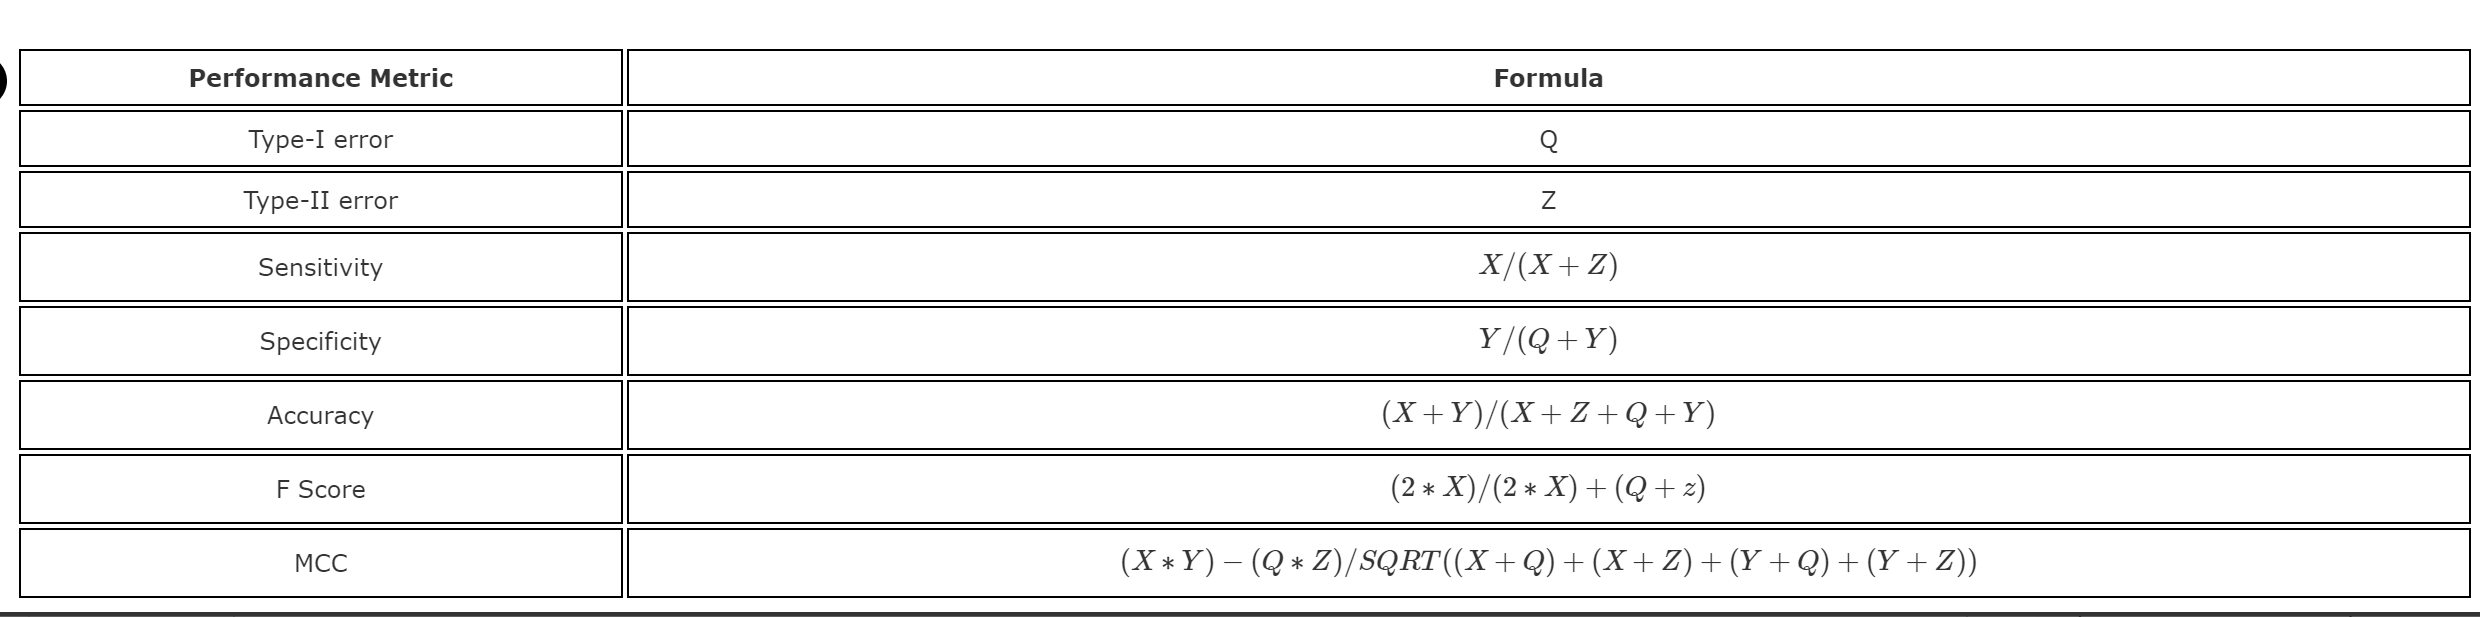 Performance Metric Formula
Type-I error Q
Type-II error Z
Sensitivity X/(X + Z)
Specificity Y/(Q + Y)
Accuracy (X + Y)/(X + Z + Q + Y)
F Score (2 * X)/(2 * X) + (Q + z)
MCC (X * Y) − (Q * Z)/SQRT((X + Q) + (X + Z) + (Y + Q) + (Y + Z))